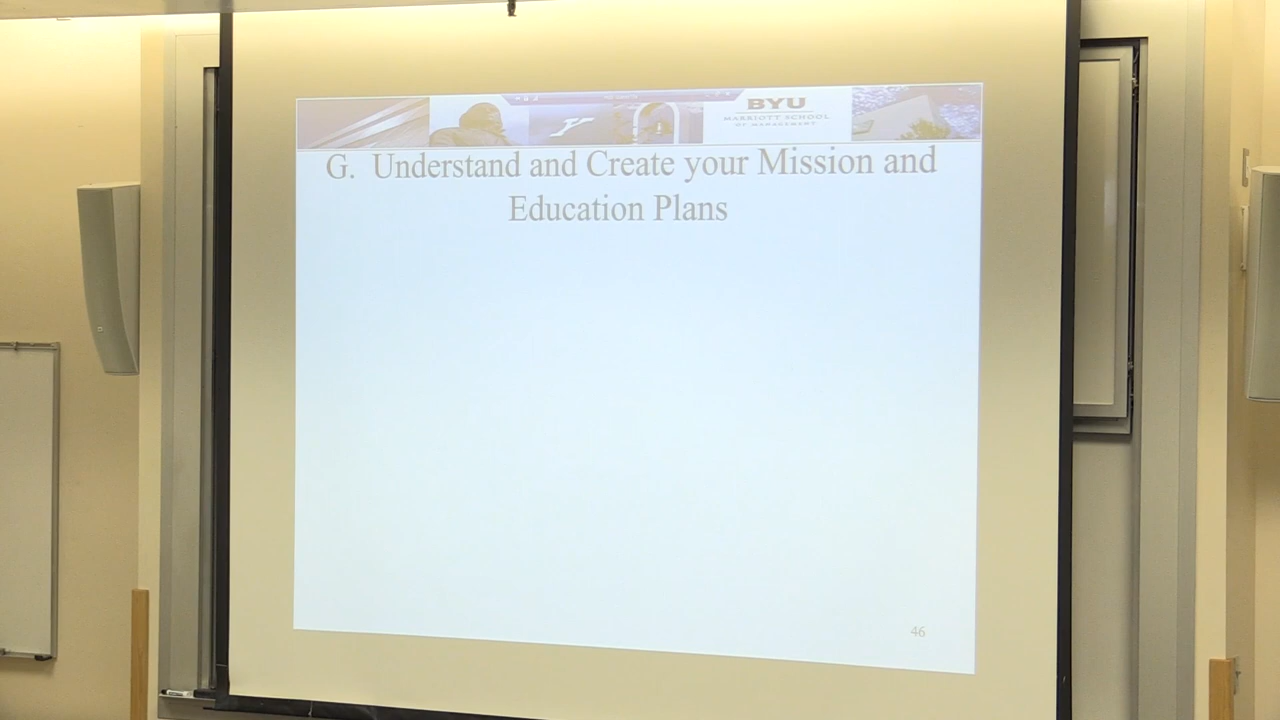 BYU
MARRIOTT SCHOOL
OF MANAGEMENT
Y
G. Understand and Create your Mission and
Education Plans
46